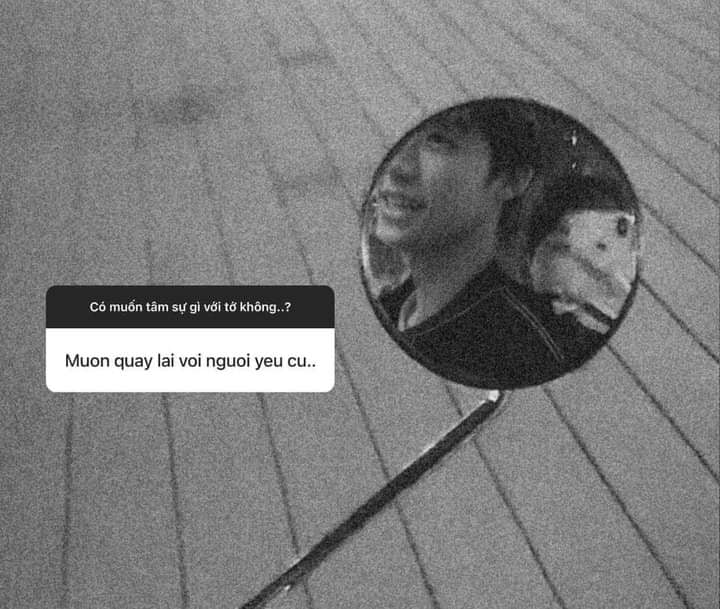 Có muốn tâm sự gì với tớ không..?
Muon quay lai voi nguoi yeu cu..